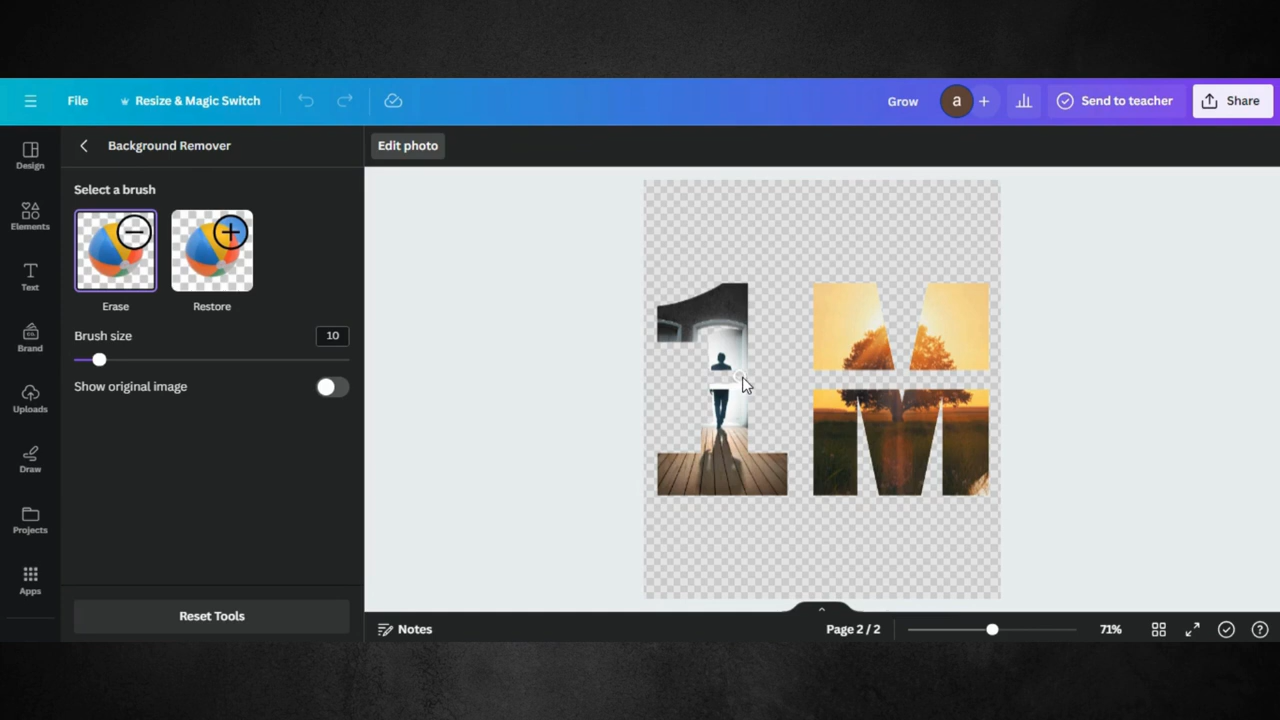 File
Resize & Magic Switch
Grow
a
Send to teacher
Share
Design
Background Remover
Edit photo
Select a brush
Elements
Text
Erase
Restore
Brand
Brush size
10
Show original image
Uploads
Draw
Projects
Apps
Reset Tools
Notes
Page 2 / 2
71%
1 M